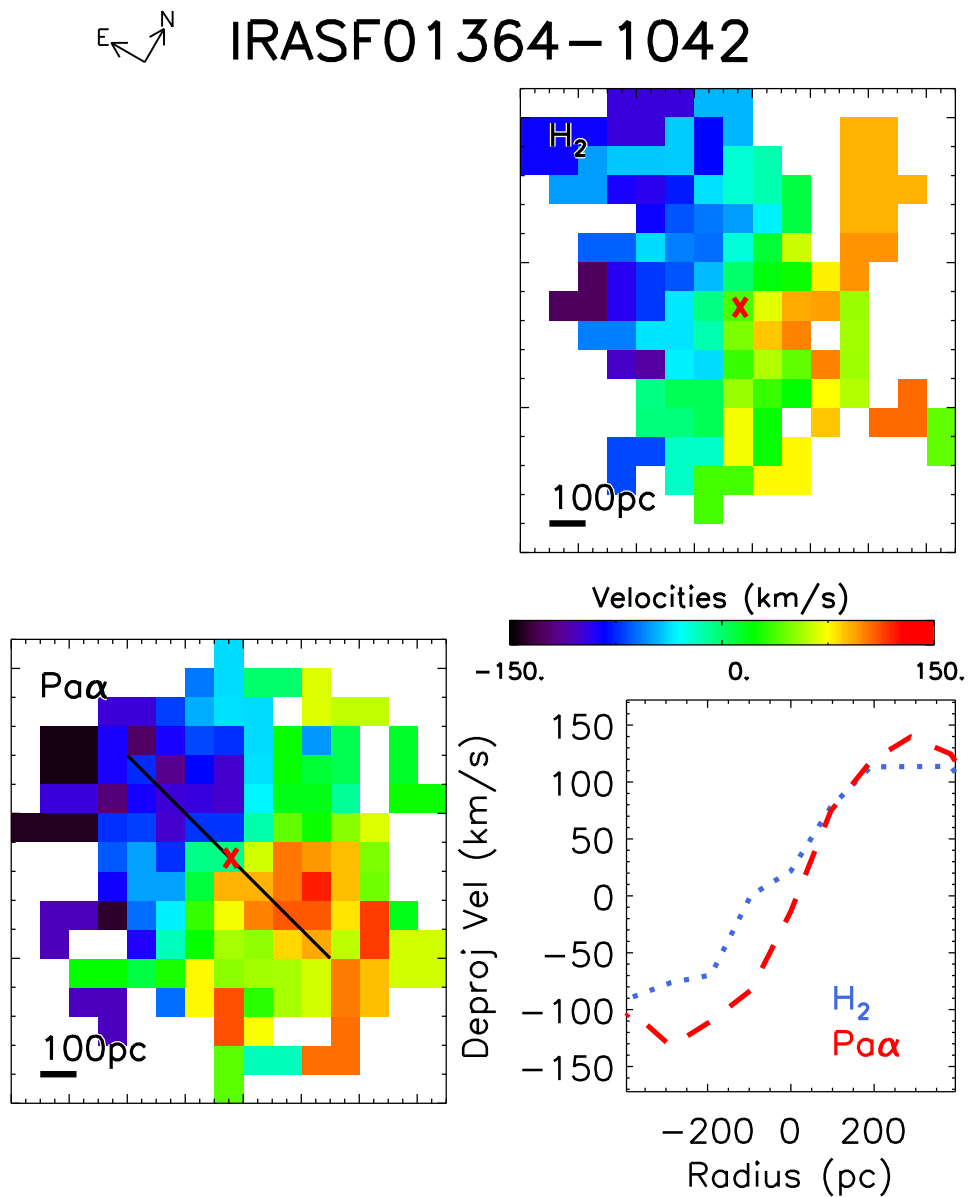 N
E
IRASF01364-1042
H2
100pc
Velocities (km/s)
-150. 0. 150.
Paα
100pc
Deproj Vel (km/s)
150
100
50
0
-50
-100
-150
H2
Paα
-200 0 200
Radius (pc)